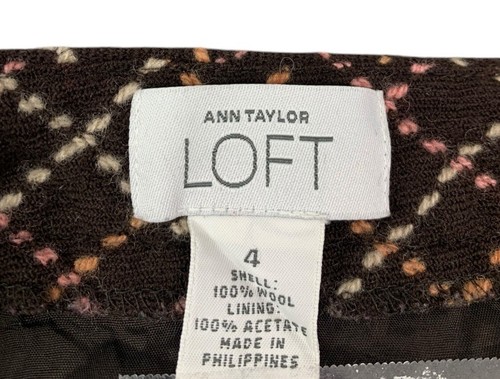 ANN TAYLOR
LOFT
4
SHELL:
100% WOOL
LINING:
100% ACETATE
MADE IN
PHILIPPINES